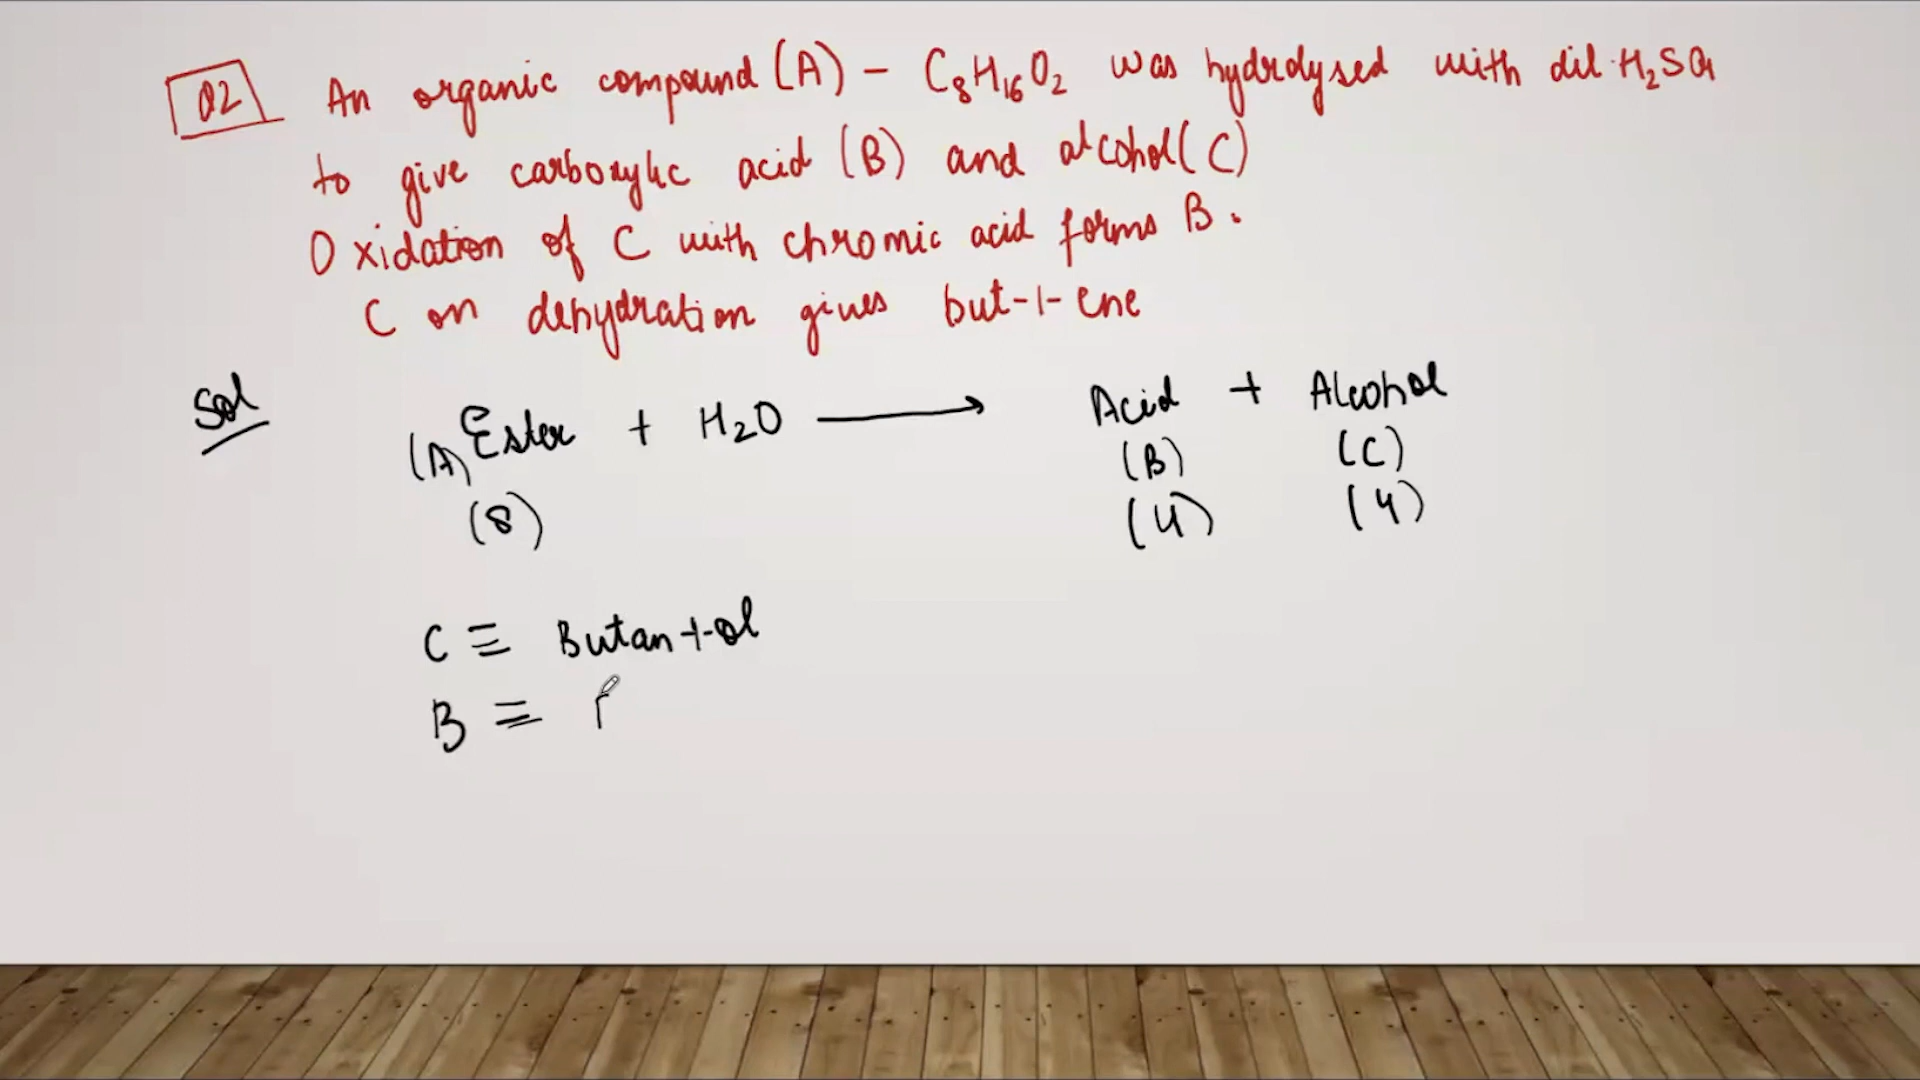 Q2 An organic compound (A) - C₈H₁₆O₂ was hydrolysed with dil. H₂SO₄
to give carboxylic acid (B) and alcohol (C)
Oxidation of C with chromic acid forms B.
C on dehydration gives but-1-ene
Sol
(A) Ester + H₂O ⟶ Acid + Alcohol
(B) (C)
(8) (4) (4)
C ≡ Butan-1-ol
B ≡